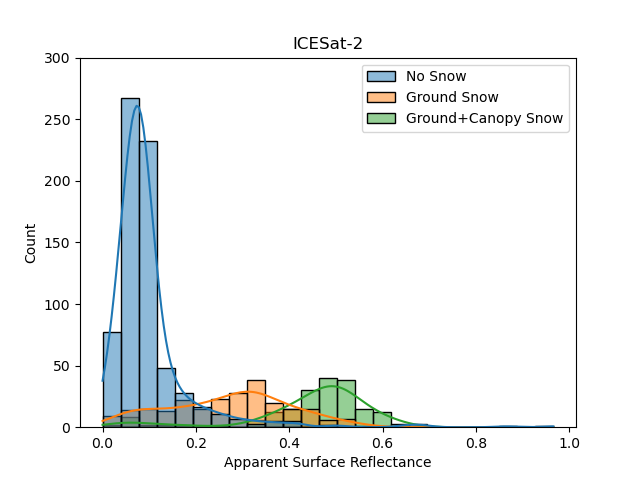 ICESat-2
300
250
200
150
100
50
0
Count
No Snow
Ground Snow
Ground+Canopy Snow
0.0 0.2 0.4 0.6 0.8 1.0
Apparent Surface Reflectance